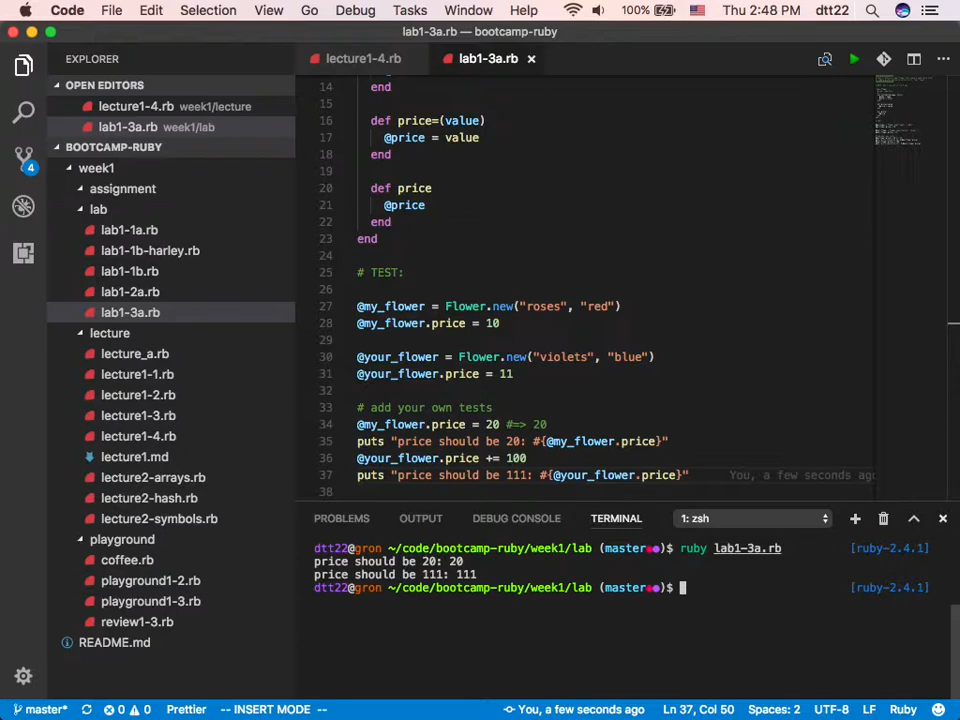 Code File Edit Selection View Go Debug Tasks Window Help 100% Thu 2:48 PM dtt22
lab1-3a.rb — bootcamp-ruby
EXPLORER
OPEN EDITORS
lecture1-4.rb week1/lecture
lab1-3a.rb week1/lab
BOOTCAMP-RUBY
week1
assignment
lab
lab1-1a.rb
lab1-1b-harley.rb
lab1-1b.rb
lab1-2a.rb
lab1-3a.rb
lecture
lecture_a.rb
lecture1-1.rb
lecture1-2.rb
lecture1-3.rb
lecture1-4.rb
lecture1.md
lecture2-arrays.rb
lecture2-hash.rb
lecture2-symbols.rb
playground
coffee.rb
playground1-2.rb
playground1-3.rb
review1-3.rb
README.md
4
lecture1-4.rb lab1-3a.rb ×
14 end
15
16 def price=(value)
17 @price = value
18 end
19
20 def price
21 @price
22 end
23 end
24
25 # TEST:
26
27 @my_flower = Flower.new("roses", "red")
28 @my_flower.price = 10
29
30 @your_flower = Flower.new("violets", "blue")
31 @your_flower.price = 11
32
33 # add your own tests
34 @my_flower.price = 20 #=> 20
35 puts "price should be 20: #{@my_flower.price}"
36 @your_flower.price += 100
37 puts "price should be 111: #{@your_flower.price}" You, a few seconds ago
38
PROBLEMS OUTPUT DEBUG CONSOLE TERMINAL 1: zsh
dtt22@gron ~/code/bootcamp-ruby/week1/lab (master●●)$ ruby lab1-3a.rb [ruby-2.4.1]
price should be 20: 20
price should be 111: 111
dtt22@gron ~/code/bootcamp-ruby/week1/lab (master●●)$ [ruby-2.4.1]
master* 0 0 Prettier -- INSERT MODE -- You, a few seconds ago Ln 37, Col 50 Spaces: 2 UTF-8 LF Ruby